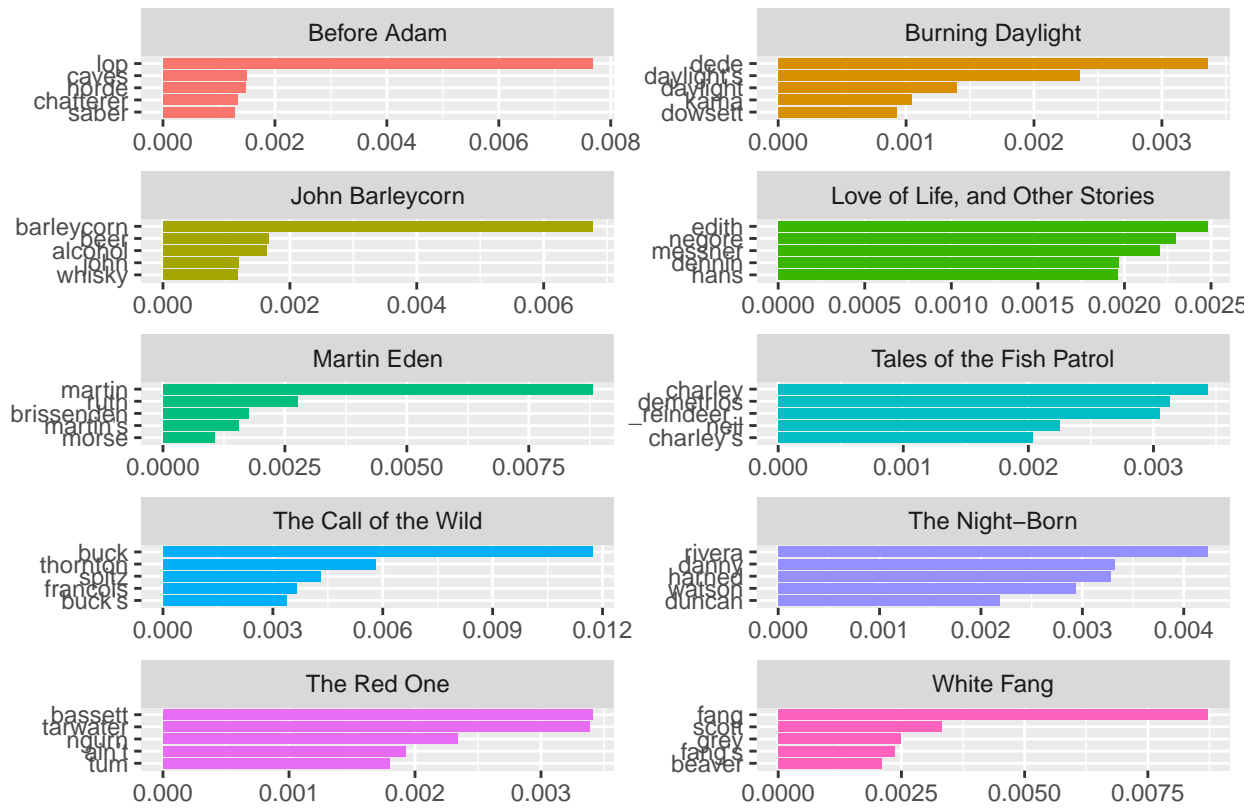 Before Adam
lop
caves
horde
chatterer
saber
0.000 0.002 0.004 0.006 0.008
Burning Daylight
dede
daylight's
daylight
kama
dowsett
0.000 0.001 0.002 0.003
John Barleycorn
barleycorn
beer
alcohol
john
whisky
0.000 0.002 0.004 0.006
Love of Life, and Other Stories
edith
negore
messner
dennin
hans
0.0000 0.0005 0.0010 0.0015 0.0020 0.0025
Martin Eden
martin
ruth
brissenden
martin's
morse
0.0000 0.0025 0.0050 0.0075
Tales of the Fish Patrol
charley
demetrios
_reindeer_
neil
charley's
0.000 0.001 0.002 0.003
The Call of the Wild
buck
thornton
spitz
francois
buck's
0.000 0.003 0.006 0.009 0.012
The Night−Born
rivera
danny
harned
watson
duncan
0.000 0.001 0.002 0.003 0.004
The Red One
bassett
tarwater
ngurn
ain't
tum
0.000 0.001 0.002 0.003
White Fang
fang
scott
grey
fang's
beaver
0.0000 0.0025 0.0050 0.0075